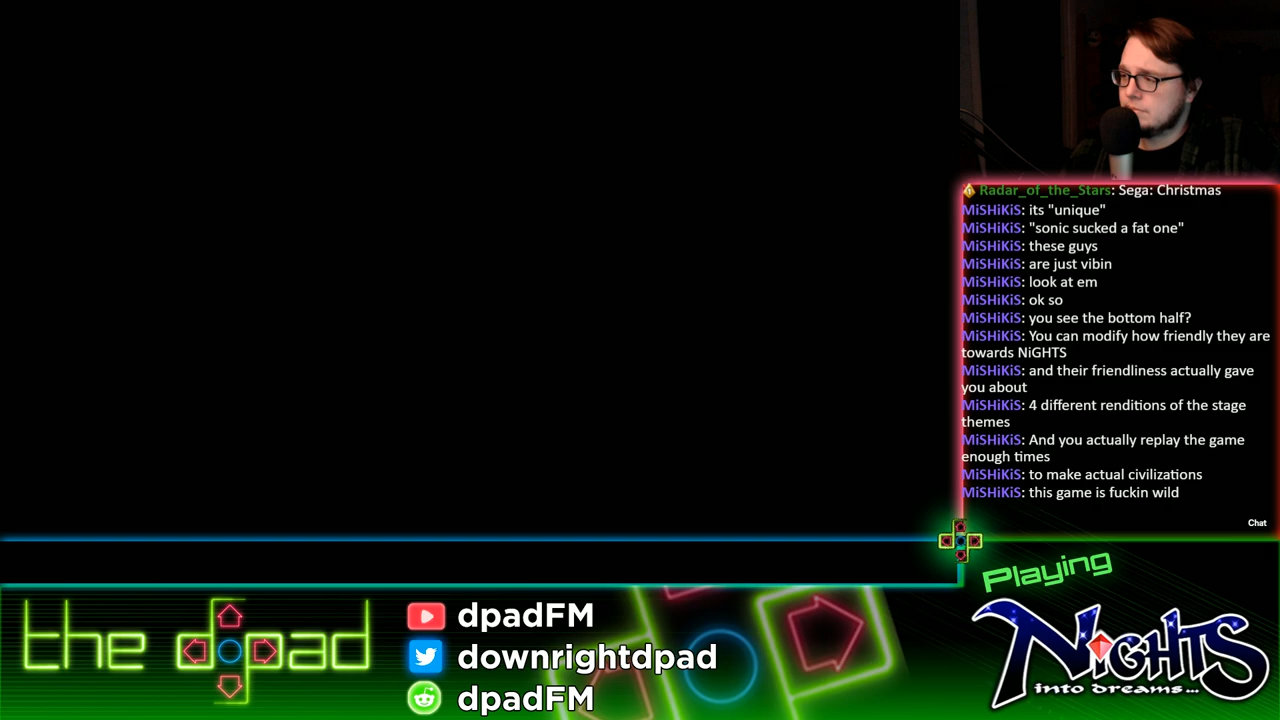 Radar_of_the_Stars: Sega: Christmas
MiSHiKiS: its "unique"
MiSHiKiS: "sonic sucked a fat one"
MiSHiKiS: these guys
MiSHiKiS: are just vibin
MiSHiKiS: look at em
MiSHiKiS: ok so
MiSHiKiS: you see the bottom half?
MiSHiKiS: You can modify how friendly they are
towards NiGHTS
MiSHiKiS: and their friendliness actually gave
you about
MiSHiKiS: 4 different renditions of the stage
themes
MiSHiKiS: And you actually replay the game
enough times
MiSHiKiS: to make actual civilizations
MiSHiKiS: this game is fuckin wild
Chat
Playing
NiGHTS
into dreams...
the dpad
dpadFM
downrightdpad
dpadFM